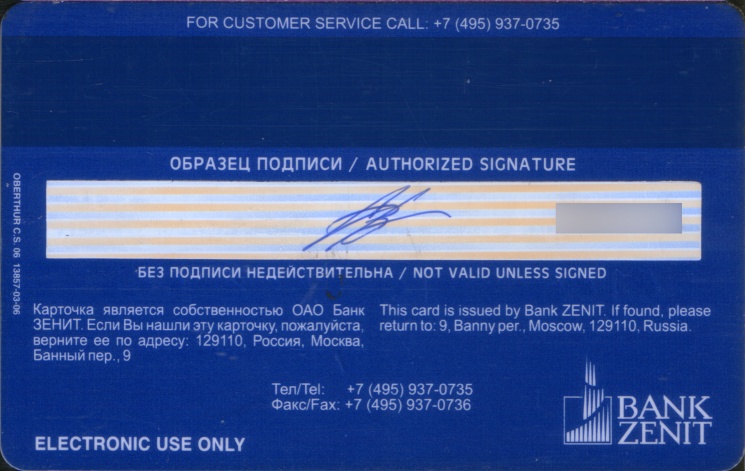 FOR CUSTOMER SERVICE CALL: +7 (495) 937-0735
ОБРАЗЕЦ ПОДПИСИ / AUTHORIZED SIGNATURE
OBERTHUR C.S. 06 13857-03-06
БЕЗ ПОДПИСИ НЕДЕЙСТВИТЕЛЬНА / NOT VALID UNLESS SIGNED
Карточка является собственностью ОАО Банк
ЗЕНИТ. Если Вы нашли эту карточку, пожалуйста,
верните ее по адресу: 129110, Россия, Москва,
Банный пер., 9
This card is issued by Bank ZENIT. If found, please
return to: 9, Banny per., Moscow, 129110, Russia.
Тел/Tel: +7 (495) 937-0735
Факс/Fax: +7 (495) 937-0736
BANK
ZENIT
ELECTRONIC USE ONLY